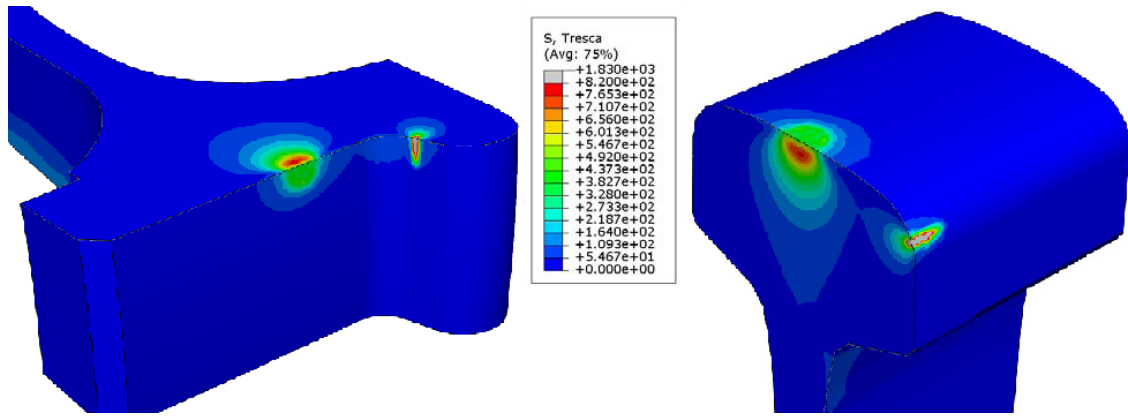 S, Tresca
(Avg: 75%)
+1.830e+03
+8.200e+02
+7.653e+02
+7.107e+02
+6.560e+02
+6.013e+02
+5.467e+02
+4.920e+02
+4.373e+02
+3.827e+02
+3.280e+02
+2.733e+02
+2.187e+02
+1.640e+02
+1.093e+02
+5.467e+01
+0.000e+00